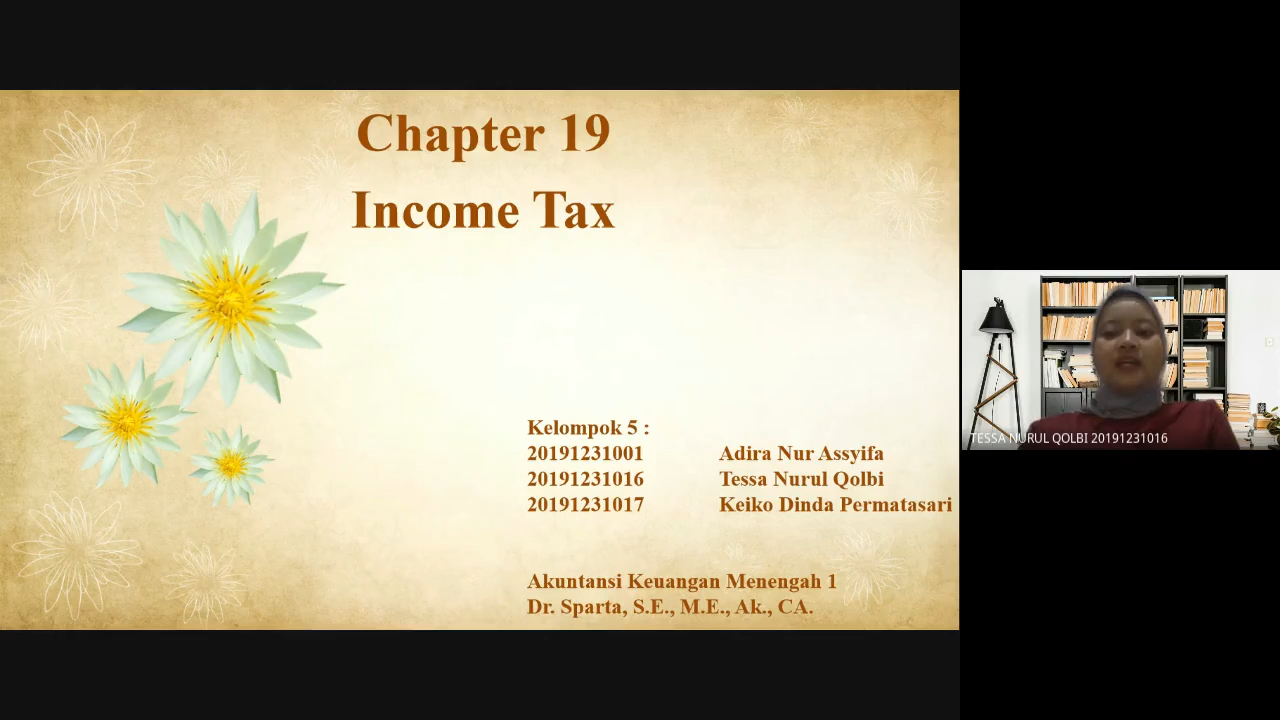 Chapter 19
Income Tax
Kelompok 5 :
20191231001 Adira Nur Assyifa
20191231016 Tessa Nurul Qolbi
20191231017 Keiko Dinda Permatasari
Akuntansi Keuangan Menengah 1
Dr. Sparta, S.E., M.E., Ak., CA.
TESSA NURUL QOLBI 20191231016